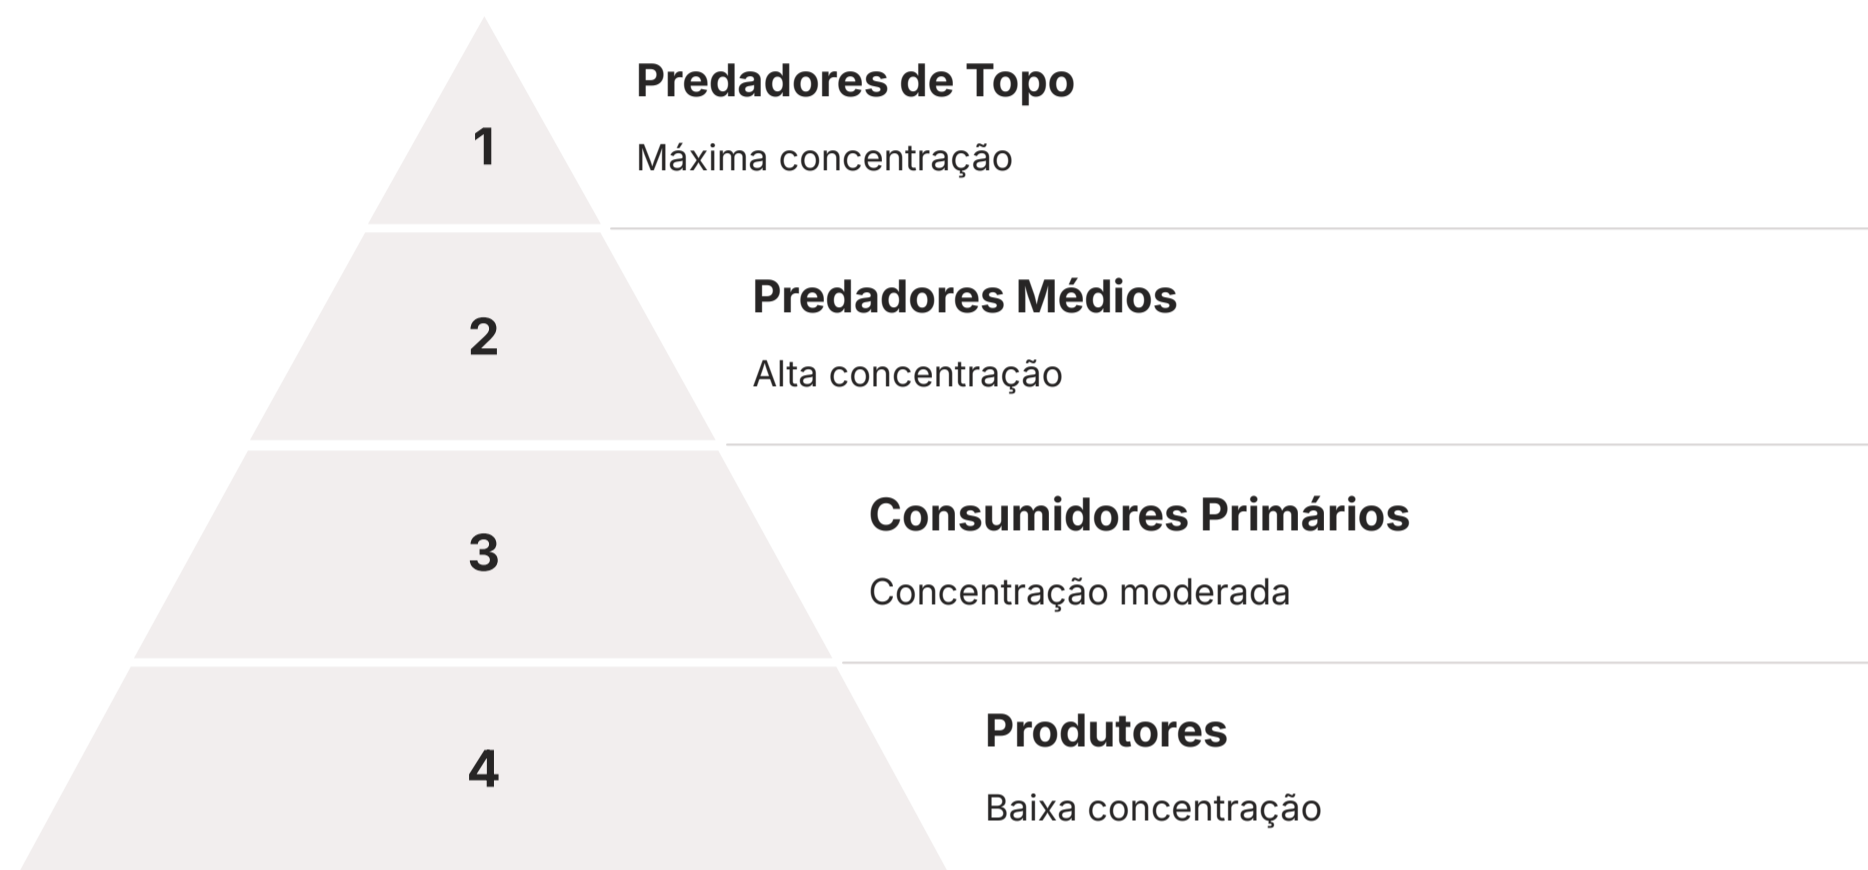 1
Predadores de Topo
Máxima concentração
2
Predadores Médios
Alta concentração
3
Consumidores Primários
Concentração moderada
4
Produtores
Baixa concentração